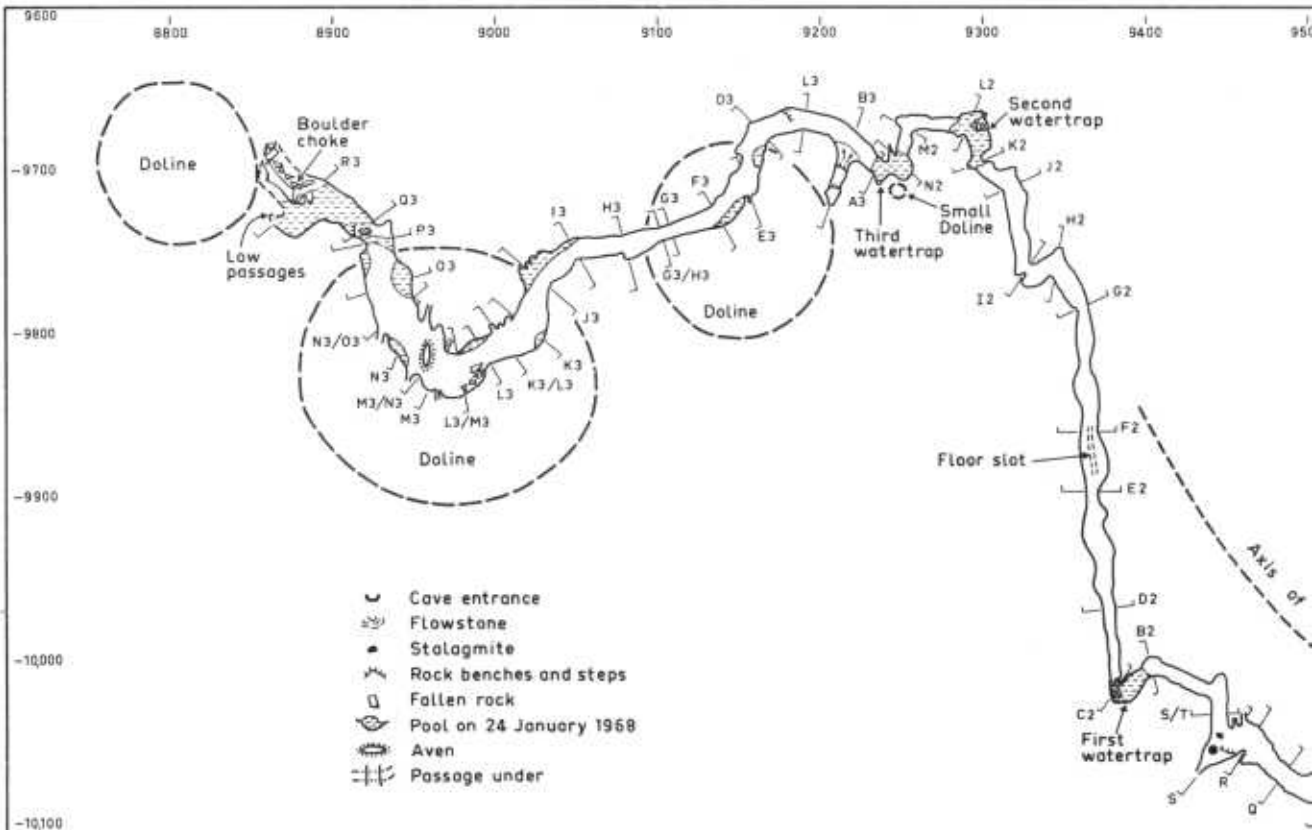 9600
8800
8900
9000
9100
9200
9300
9400
-9700
-9800
-9900
-10,000
-10,100
L3
D3
B3
L2
Second
watertrap
Boulder
choke
Doline
R3
M2
K2
J2
N2
A3
Small
Doline
Third
watertrap
F3
G3
H3
I3
Q3
P3
E3
H2
Low
passages
O3
G3/H3
Doline
I2
G2
J3
N3/O3
N3
K3
K3/L3
L3
M3/N3
M3
L3/M3
Doline
F2
Floor slot
E2
Axis of
Cave entrance
Flowstone
Stalagmite
Rock benches and steps
Fallen rock
Pool on 24 January 1968
Aven
Passage under
D2
B2
C2
First
watertrap
S/T
S
R
Q